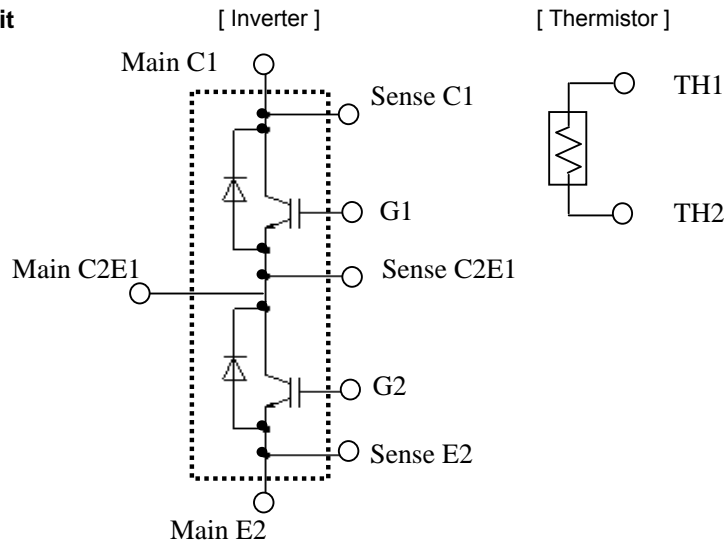 it
[ Inverter ]
[ Thermistor ]
Main C1
Sense C1
TH1
G1
TH2
Main C2E1
Sense C2E1
G2
Sense E2
Main E2